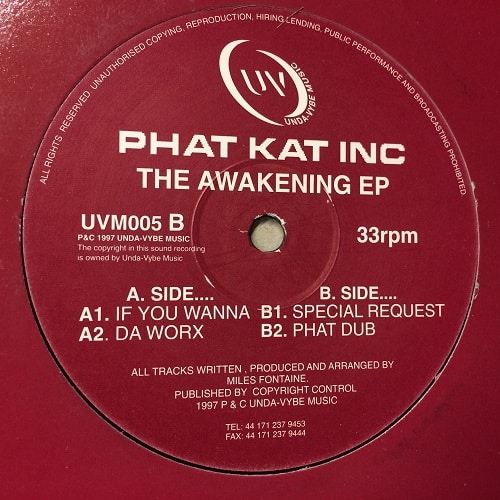 ALL RIGHTS RESERVED UNAUTHORISED COPYING, REPRODUCTION, HIRING LENDING, PUBLIC PERFORMANCE AND BROADCASTING PROHIBITED.
UV
UNDA-VYBE MUSIC
PHAT KAT INC
THE AWAKENING EP
UVM005 B
P&C 1997 UNDA-VYBE MUSIC
The copyright in this sound recording
is owned by Unda-Vybe Music
33rpm
A. SIDE....
A1. IF YOU WANNA
A2. DA WORX
B. SIDE....
B1. SPECIAL REQUEST
B2. PHAT DUB
ALL TRACKS WRITTEN , PRODUCED AND ARRANGED BY
MILES FONTAINE.
PUBLISHED BY COPYRIGHT CONTROL
1997 P & C UNDA-VYBE MUSIC
TEL: 44 171 237 9453
FAX: 44 171 237 9444